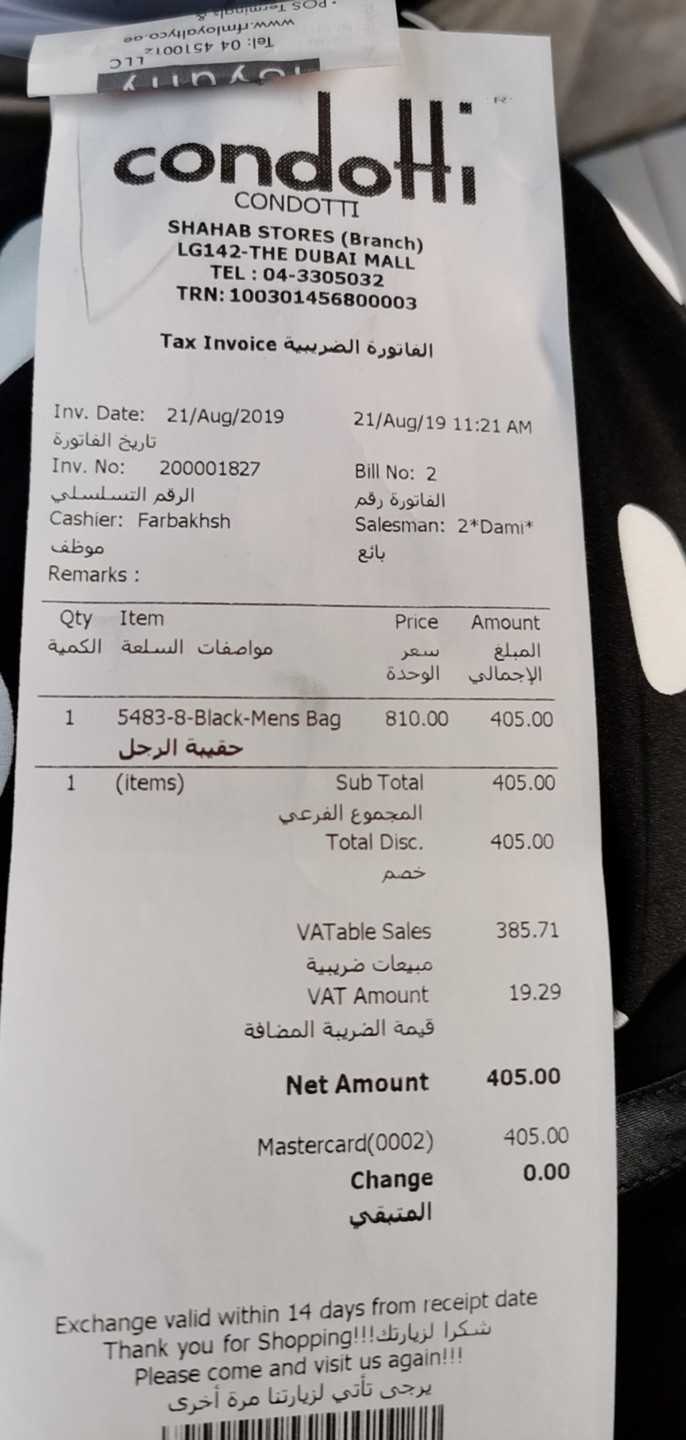 POS Terminals &
www.rfmloyaltyco.ae
Tel: 04 4510012
LLC
condotti
CONDOTTI
SHAHAB STORES (Branch)
LG142-THE DUBAI MALL
TEL : 04-3305032
TRN: 100301456800003
Tax Invoice الفاتورة الضريبية
Inv. Date: 21/Aug/2019 21/Aug/19 11:21 AM
تاريخ الفاتورة
Inv. No: 200001827 Bill No: 2
الرقم التسلسلي الفاتورة رقم
Cashier: Farbakhsh Salesman: 2*Dami*
موظف بائع
Remarks :
Qty Item Price Amount
الكمية مواصفات السلعة سعر المبلغ
الوحدة الإجمالي
1 5483-8-Black-Mens Bag 810.00 405.00
حقيبة الرجل
1 (items) Sub Total 405.00
المجموع الفرعي
Total Disc. 405.00
خصم
VATable Sales 385.71
مبيعات ضريبية
VAT Amount 19.29
قيمة الضريبة المضافة
Net Amount 405.00
Mastercard(0002) 405.00
Change 0.00
المتبقي
Exchange valid within 14 days from receipt date
Thank you for Shopping!!!شكرا لزيارتك
Please come and visit us again!!!
يرجى تأتي لزيارتنا مرة أخرى